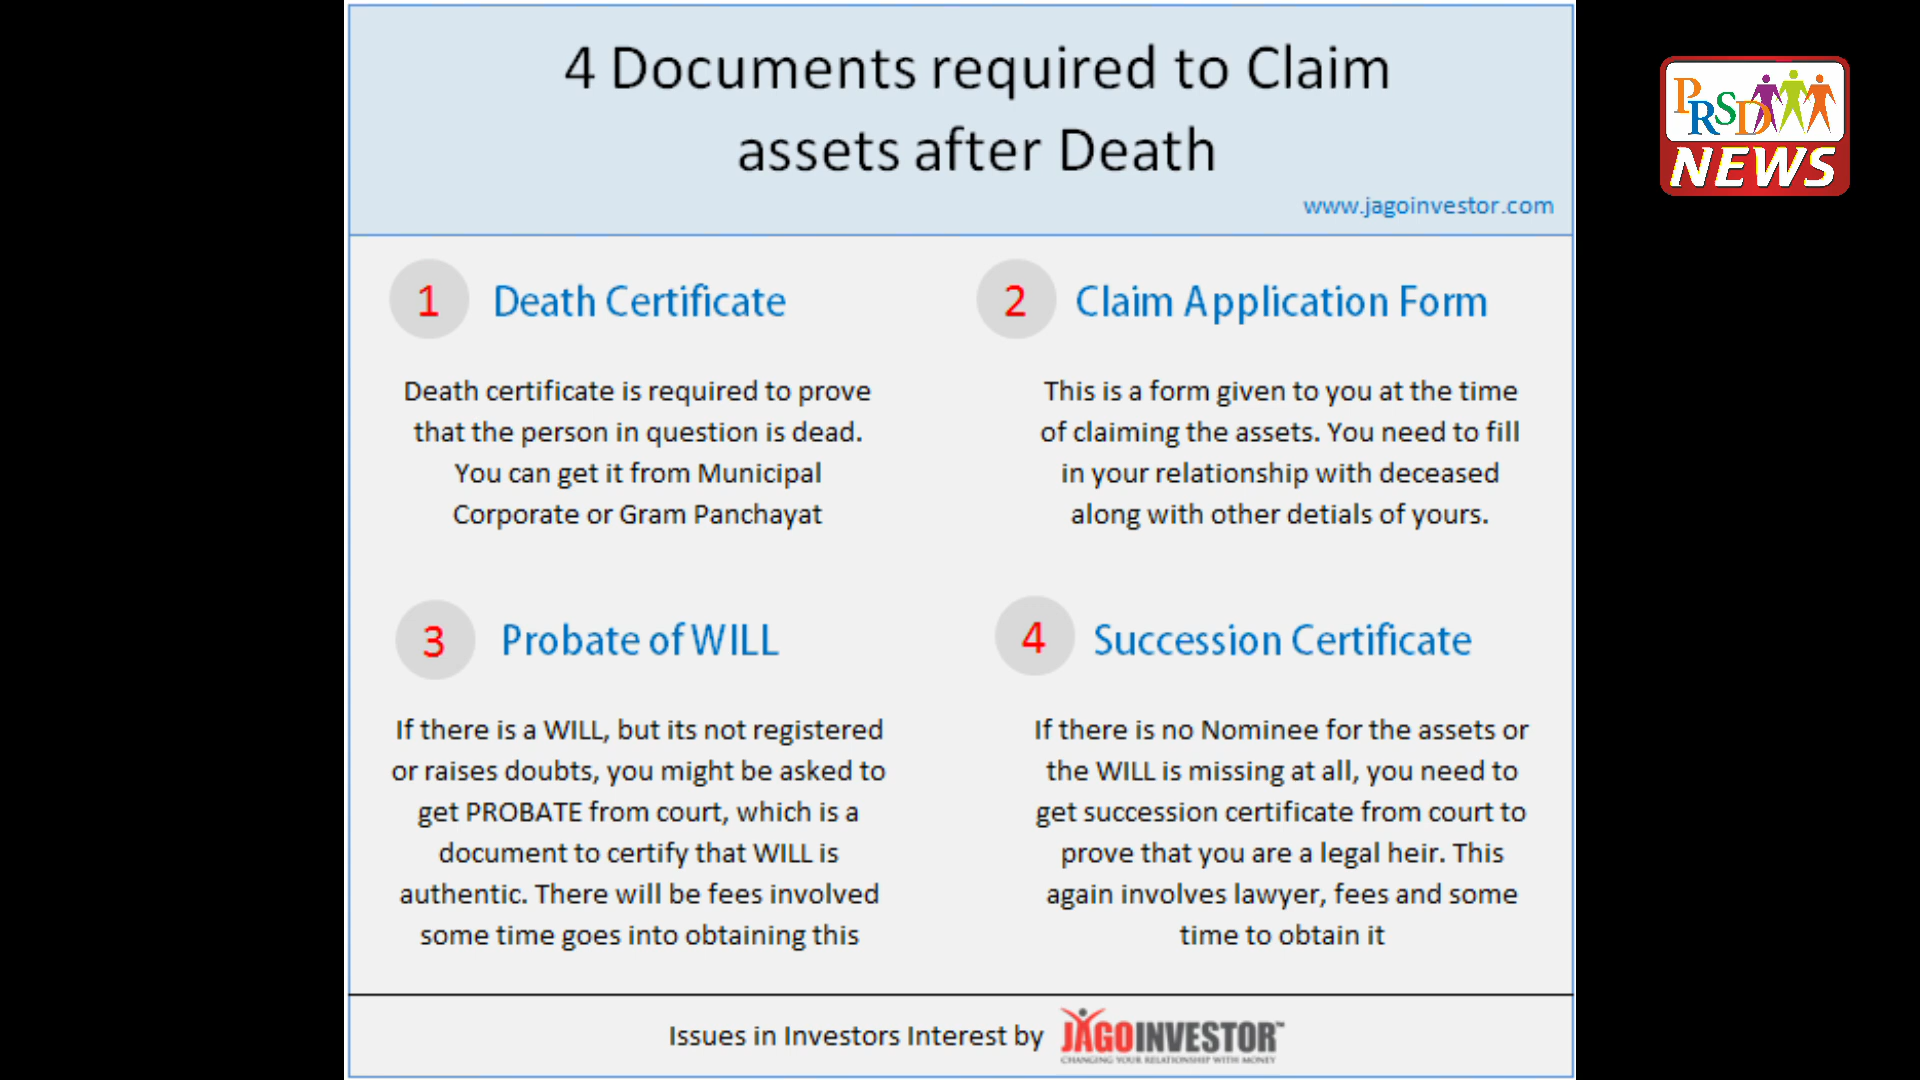 4 Documents required to Claim
assets after Death
www.jagoinvestor.com
PRSD
NEWS
1 Death Certificate
Death certificate is required to prove
that the person in question is dead.
You can get it from Municipal
Corporate or Gram Panchayat
2 Claim Application Form
This is a form given to you at the time
of claiming the assets. You need to fill
in your relationship with deceased
along with other detials of yours.
3 Probate of WILL
If there is a WILL, but its not registered
or raises doubts, you might be asked to
get PROBATE from court, which is a
document to certify that WILL is
authentic. There will be fees involved
some time goes into obtaining this
4 Succession Certificate
If there is no Nominee for the assets or
the WILL is missing at all, you need to
get succession certificate from court to
prove that you are a legal heir. This
again involves lawyer, fees and some
time to obtain it
Issues in Investors Interest by JAGOINVESTOR™
CHANGING YOUR RELATIONSHIP WITH MONEY